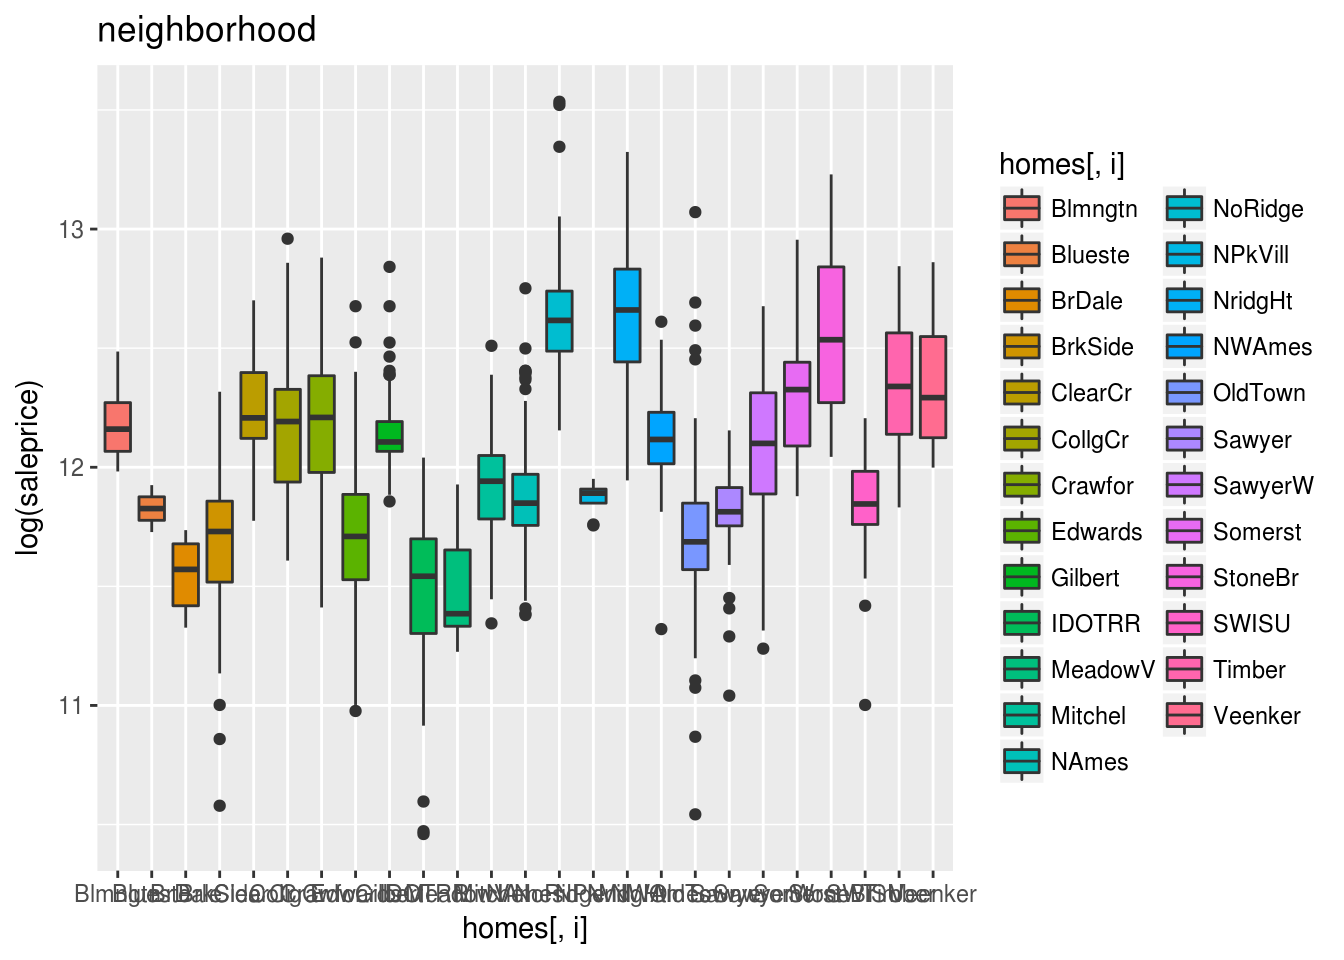 neighborhood
log(saleprice)
13
12
11
homes[, i]
homes[, i]
Blmngtn
Blueste
BrDale
BrkSide
ClearCr
CollgCr
Crawfor
Edwards
Gilbert
IDOTRR
MeadowV
Mitchel
NAmes
NoRidge
NPkVill
NridgHt
NWAmes
OldTown
Sawyer
SawyerW
Somerst
StoneBr
SWISU
Timber
Veenker